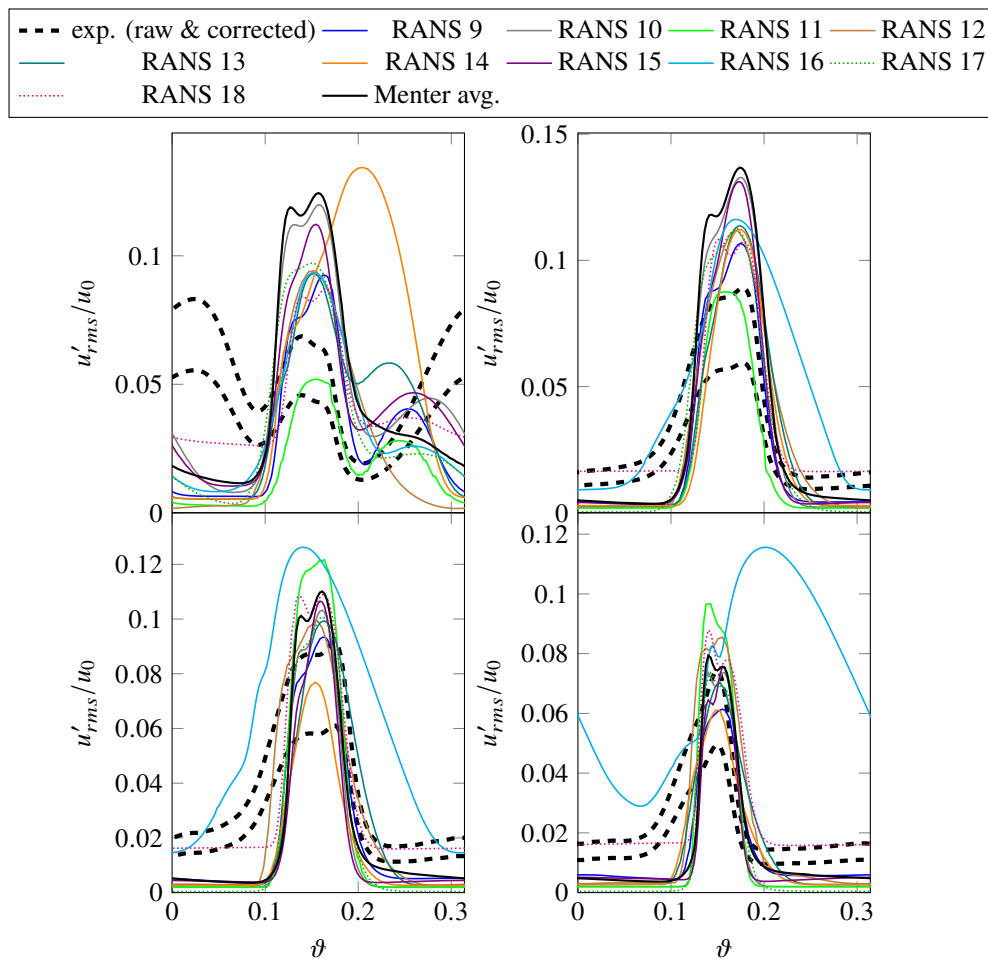 exp. (raw & corrected) RANS 9 RANS 10 RANS 11 RANS 12
RANS 13 RANS 14 RANS 15 RANS 16 RANS 17
RANS 18 Menter avg.
0.1
0.05
0
u′rms/u0
0.15
0.1
0.05
0
u′rms/u0
0.12
0.1
0.08
0.06
0.04
0.02
0
u′rms/u0
0 0.1 0.2 0.3
ϑ
0.12
0.1
0.08
0.06
0.04
0.02
0
u′rms/u0
0 0.1 0.2 0.3
ϑ